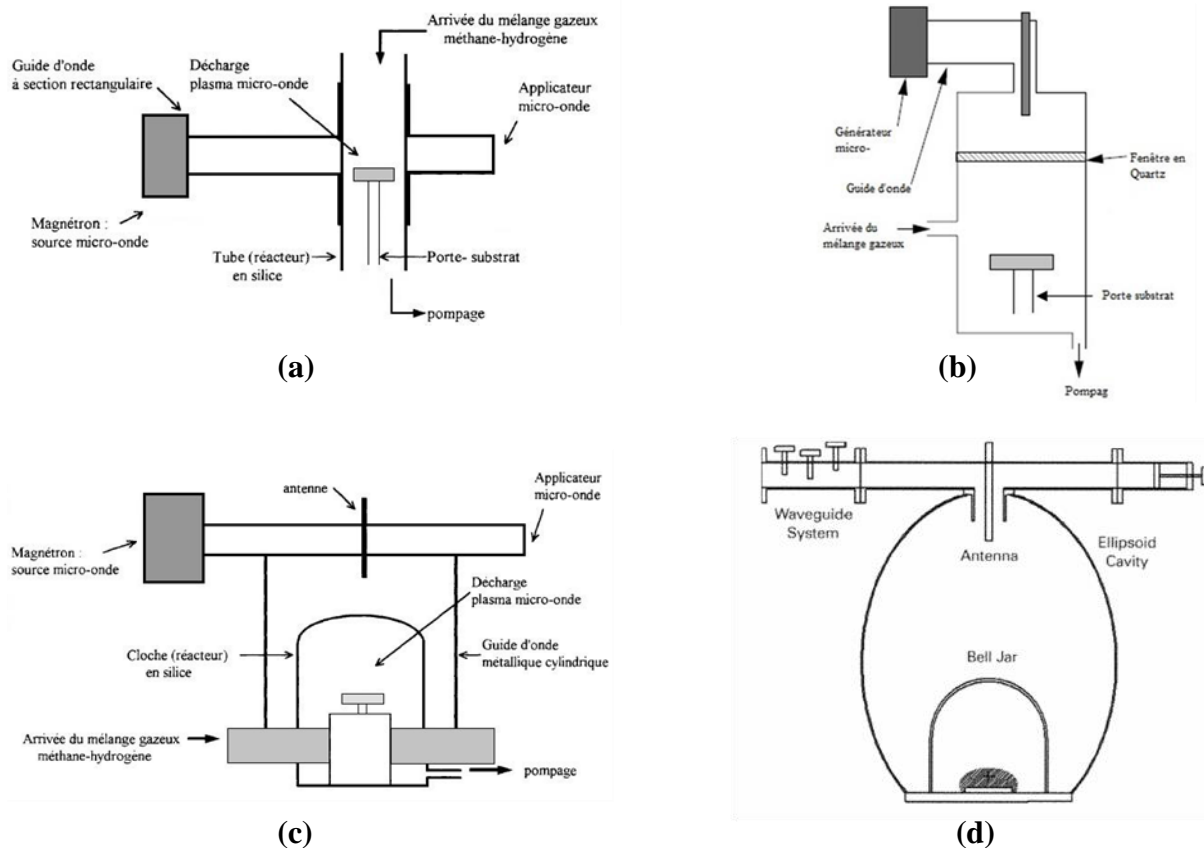 Arrivée du mélange gazeux
méthane-hydrogène
Guide d'onde
à section rectangulaire
Décharge
plasma micro-onde
Applicateur
micro-onde
Magnétron :
source micro-onde
Tube (réacteur)
en silice
Porte- substrat
pompage
(a)
Générateur
micro-
Guide d'onde
Fenêtre en
Quartz
Arrivée du
mélange gazeux
Porte substrat
Pompag
(b)
antenne
Applicateur
micro-onde
Magnétron :
source micro-onde
Décharge
plasma micro-onde
Cloche (réacteur)
en silice
Guide d'onde
métallique cylindrique
Arrivée du mélange gazeux
méthane-hydrogène
pompage
(c)
Waveguide
System
Antenna
Ellipsoid
Cavity
Bell Jar
(d)